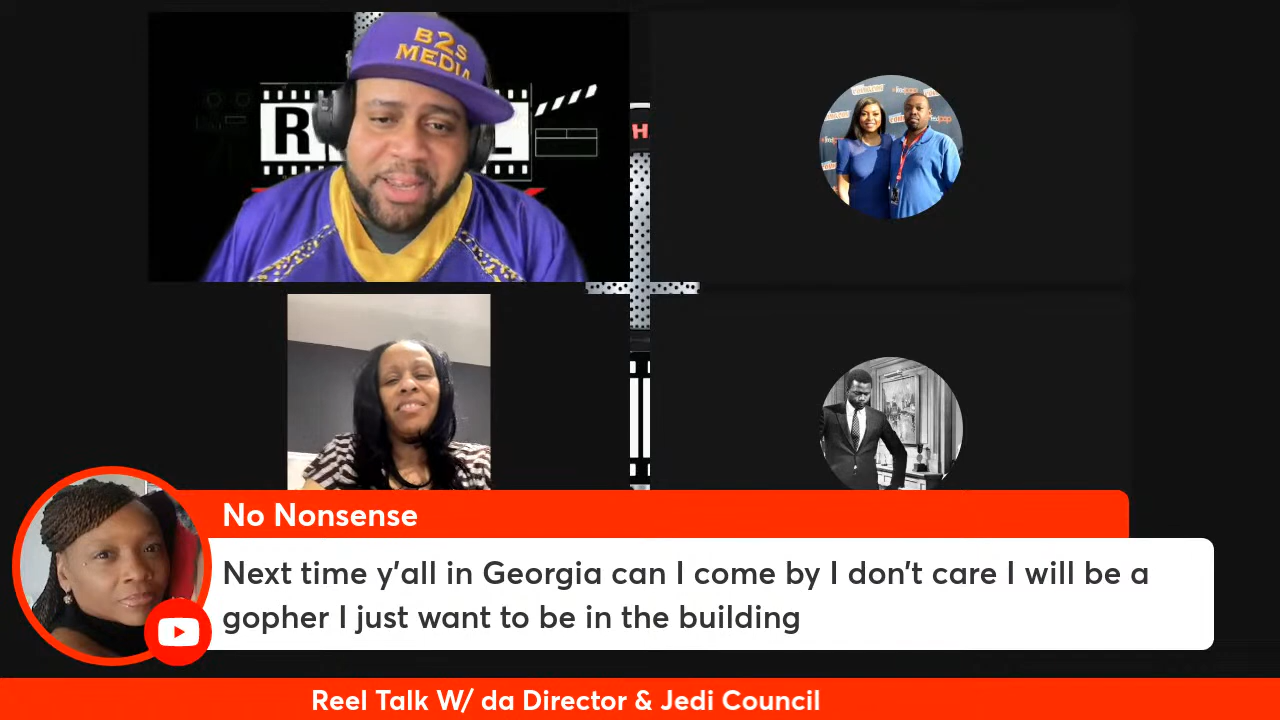 B2S
MEDIA
R
L
H
No Nonsense
Next time y'all in Georgia can I come by I don't care I will be a
gopher I just want to be in the building
Reel Talk W/ da Director & Jedi Council